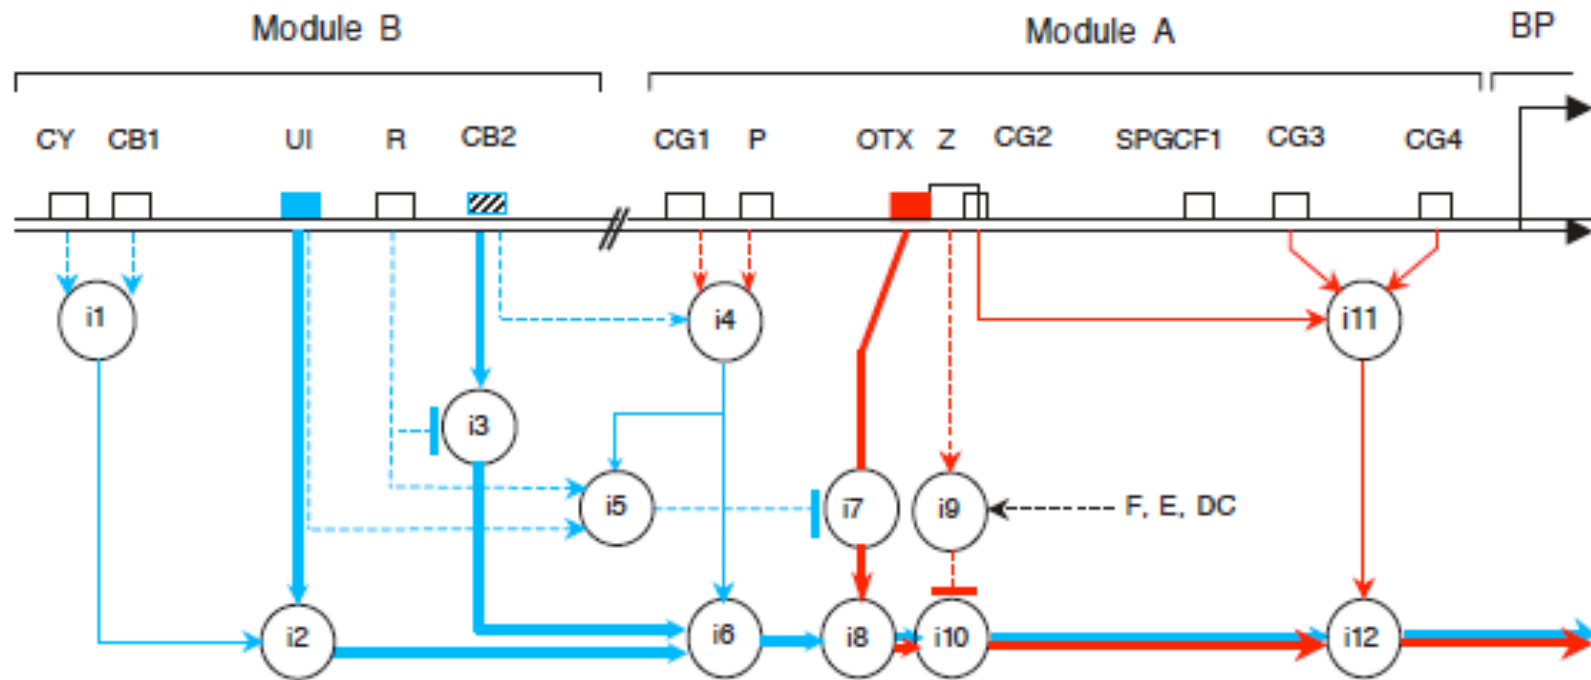 Module B
Module A
BP
CY CB1 UI R CB2 CG1 P OTX Z CG2 SPGCF1 CG3 CG4
i1 i4 i11
i3
i5 i7 i9 F, E, DC
i2 i6 i8 i10 i12